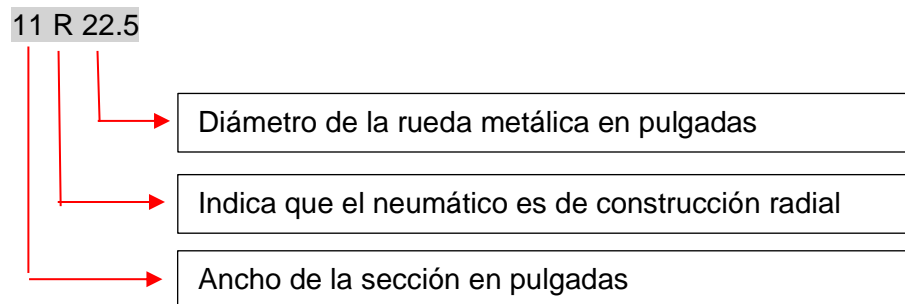 11 R 22.5
Diámetro de la rueda metálica en pulgadas
Indica que el neumático es de construcción radial
Ancho de la sección en pulgadas